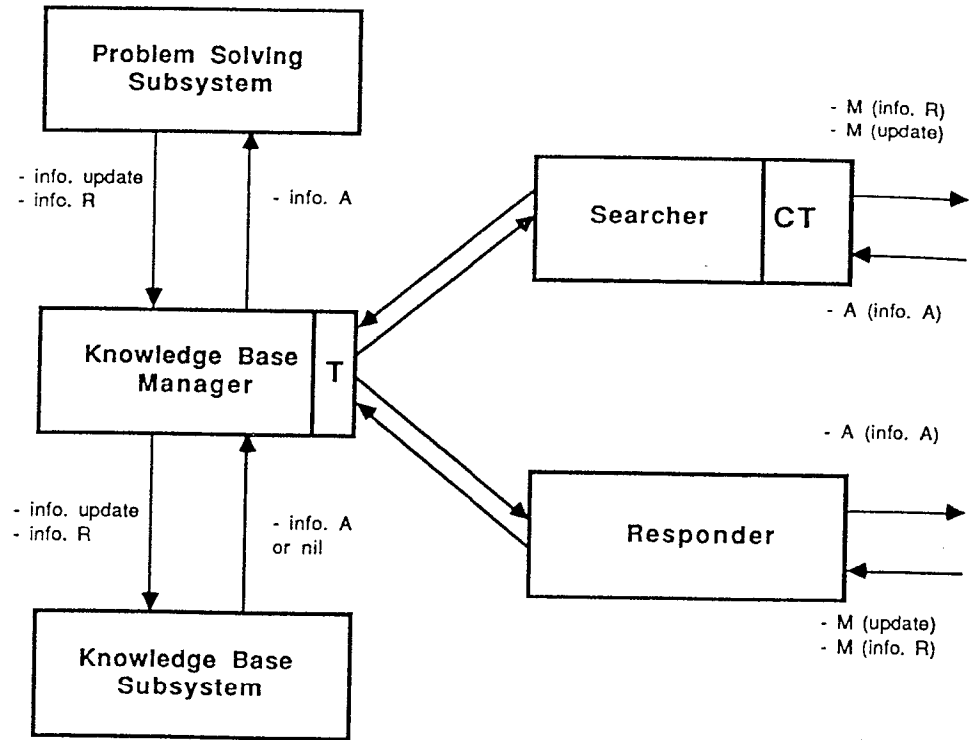 Problem Solving
Subsystem
- info. update
- info. R
- info. A
- M (info. R)
- M (update)
Searcher
CT
- A (info. A)
Knowledge Base
Manager
T
- A (info. A)
- info. update
- info. R
- info. A
or nil
Responder
- M (update)
- M (info. R)
Knowledge Base
Subsystem